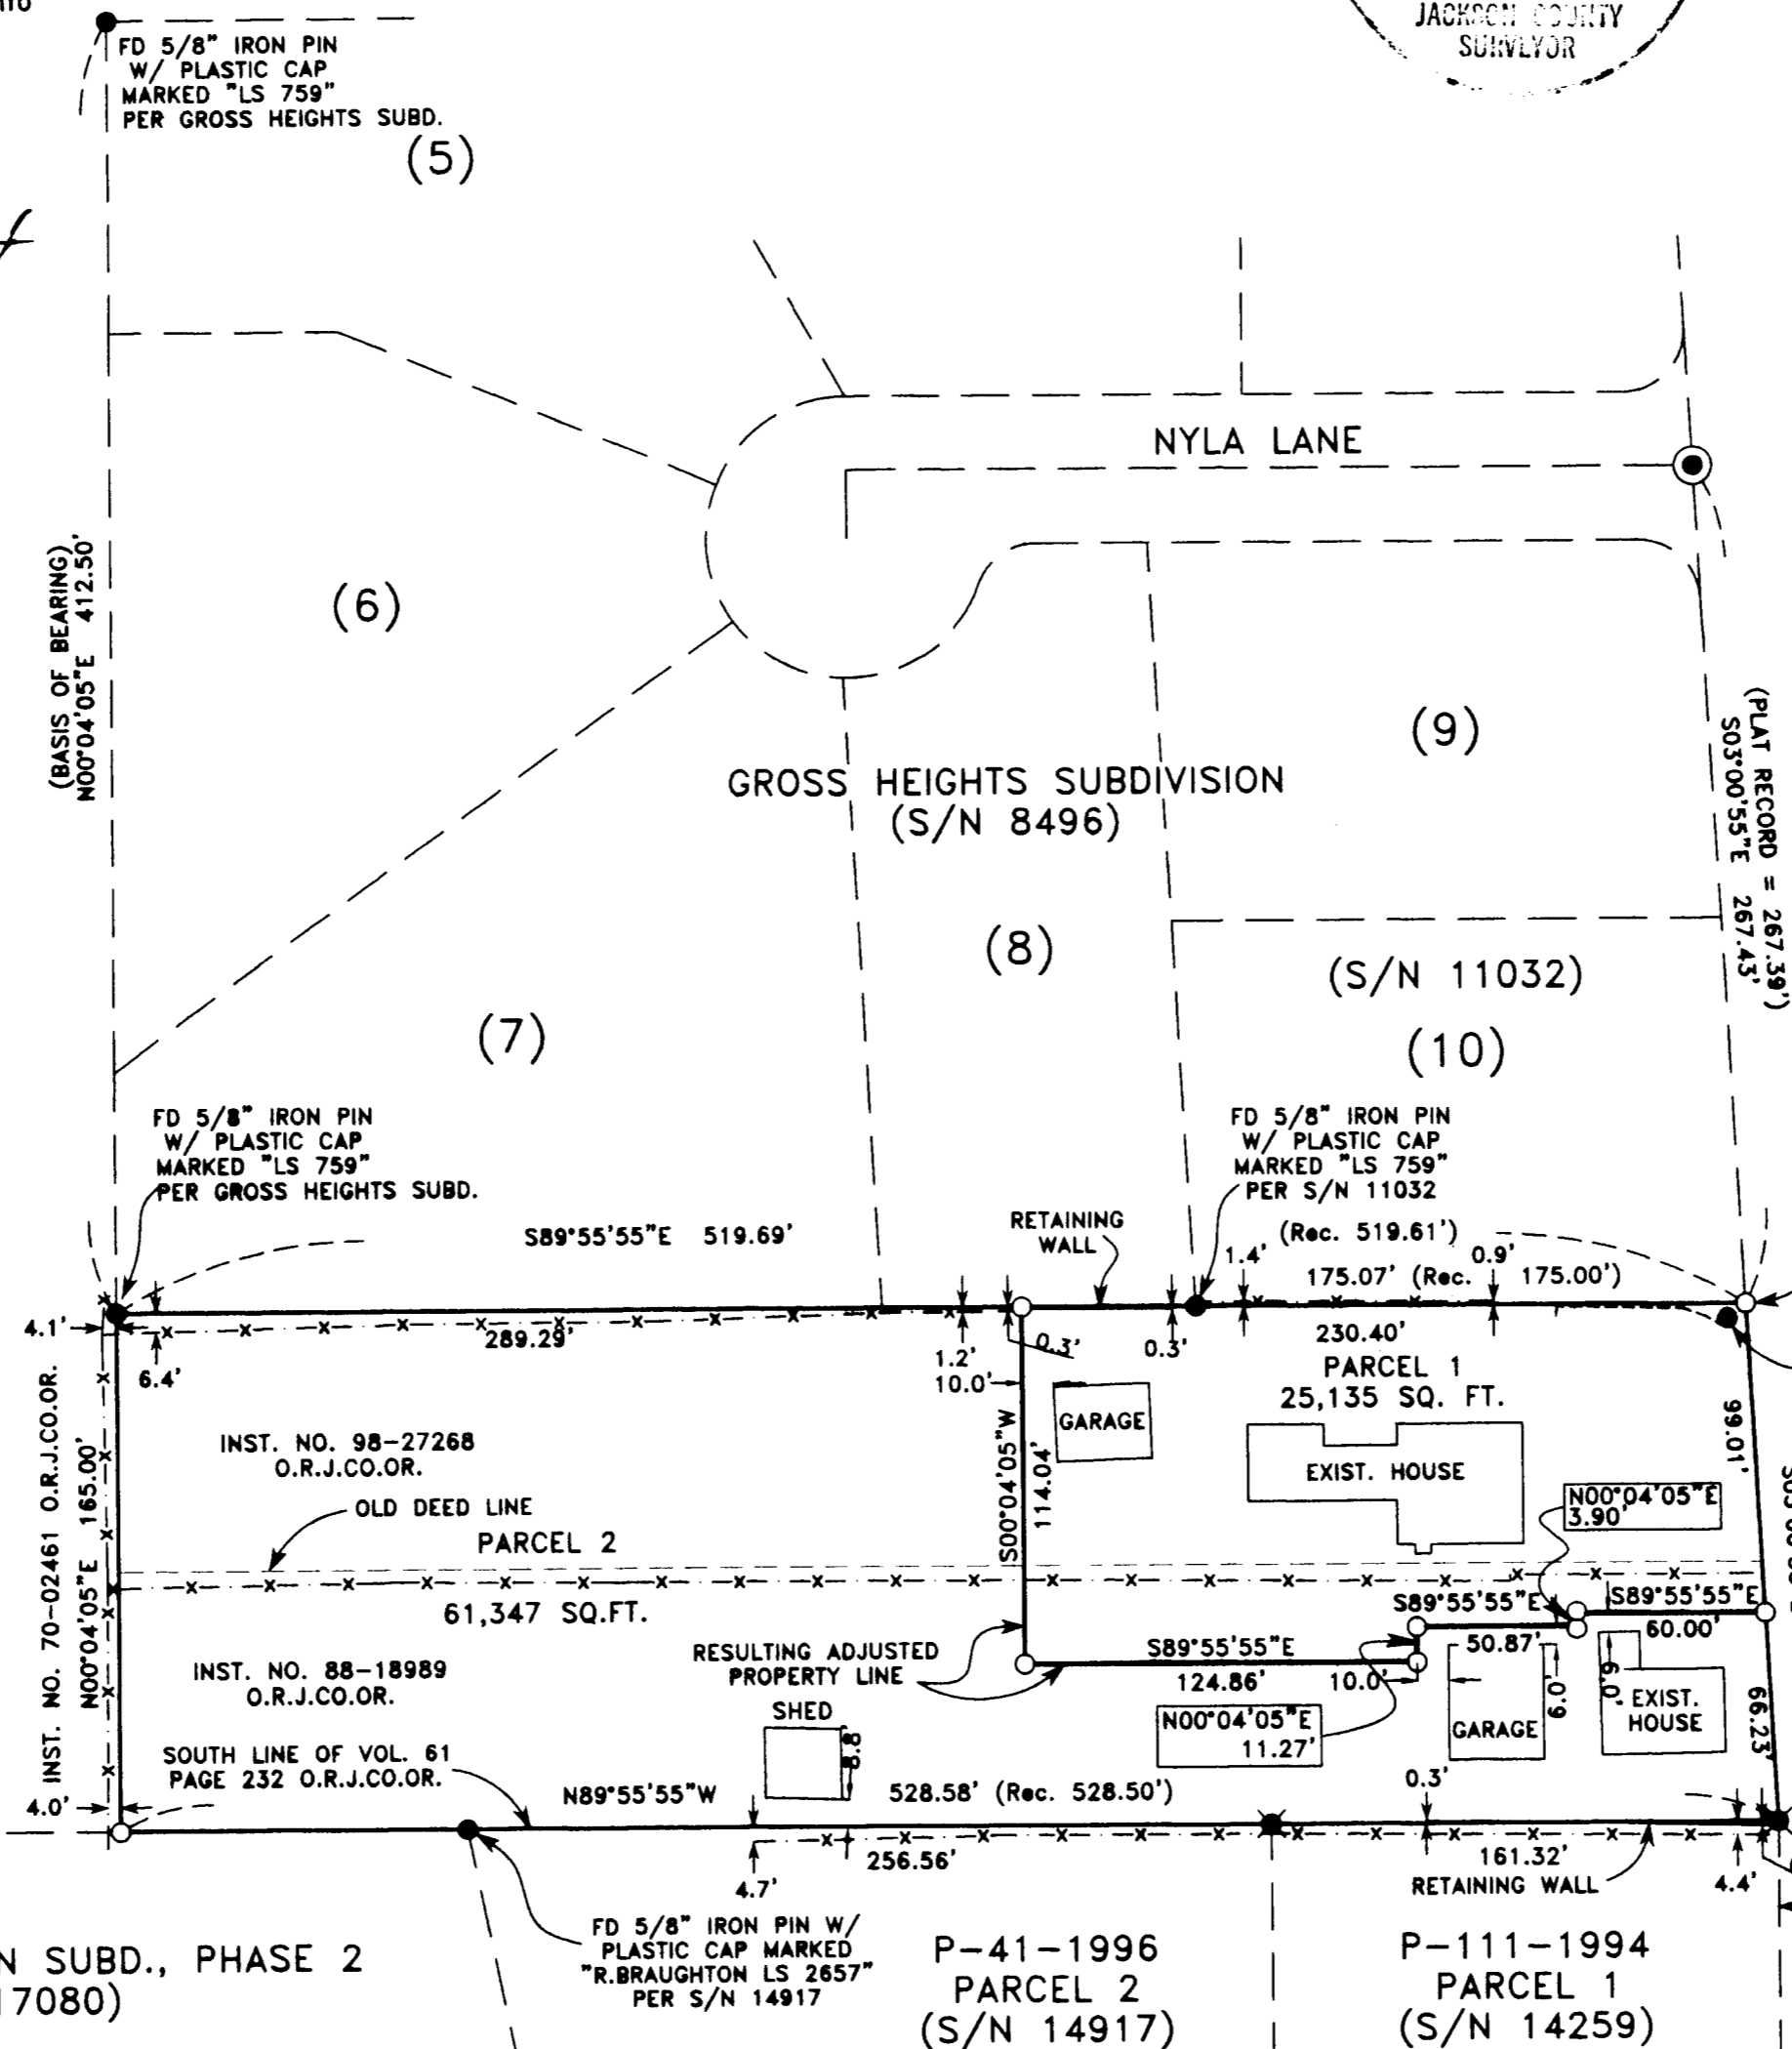 JACKSON COUNTY
SURVEYOR
FD 5/8" IRON PIN
W/ PLASTIC CAP
MARKED "LS 759"
PER GROSS HEIGHTS SUBD.
(5)
NYLA LANE
(BASIS OF BEARING)
N00°04'05"E 412.50'
(6)
(9)
(PLAT RECORD = 267.39')
S03°00'55"E 267.43'
GROSS HEIGHTS SUBDIVISION
(S/N 8496)
(8)
(S/N 11032)
(7)
(10)
FD 5/8" IRON PIN
W/ PLASTIC CAP
MARKED "LS 759"
PER GROSS HEIGHTS SUBD.
FD 5/8" IRON PIN
W/ PLASTIC CAP
MARKED "LS 759"
PER S/N 11032
S89°55'55"E 519.69'
(Rec. 519.61')
RETAINING
WALL
1.4'
0.9'
175.07' (Rec. 175.00')
4.1'
6.4'
289.29'
1.2'
0.3'
0.3'
10.0'
230.40'
PARCEL 1
25,135 SQ. FT.
GARAGE
EXIST. HOUSE
99.01'
S00°04'05"W
114.04'
INST. NO. 98-27268
O.R.J.CO.OR.
OLD DEED LINE
PARCEL 2
61,347 SQ.FT.
INST. NO. 70-02461 O.R.J.CO.OR.
N00°04'05"E 165.00'
N00°04'05"E
3.90'
S89°55'55"E
50.87'
S89°55'55"E
60.00'
RESULTING ADJUSTED
PROPERTY LINE
S89°55'55"E
124.86'
10.0'
INST. NO. 88-18989
O.R.J.CO.OR.
N00°04'05"E
11.27'
GARAGE
9.0'
6.0'
EXIST.
HOUSE
66.23'
SHED
8.8
SOUTH LINE OF VOL. 61
PAGE 232 O.R.J.CO.OR.
N89°55'55"W 528.58' (Rec. 528.50')
4.0'
0.3'
4.7'
256.56'
161.32'
4.4'
RETAINING WALL
FD 5/8" IRON PIN W/
PLASTIC CAP MARKED
"R.BRAUGHTON LS 2657"
PER S/N 14917
N SUBD., PHASE 2
17080)
P-41-1996
PARCEL 2
(S/N 14917)
P-111-1994
PARCEL 1
(S/N 14259)